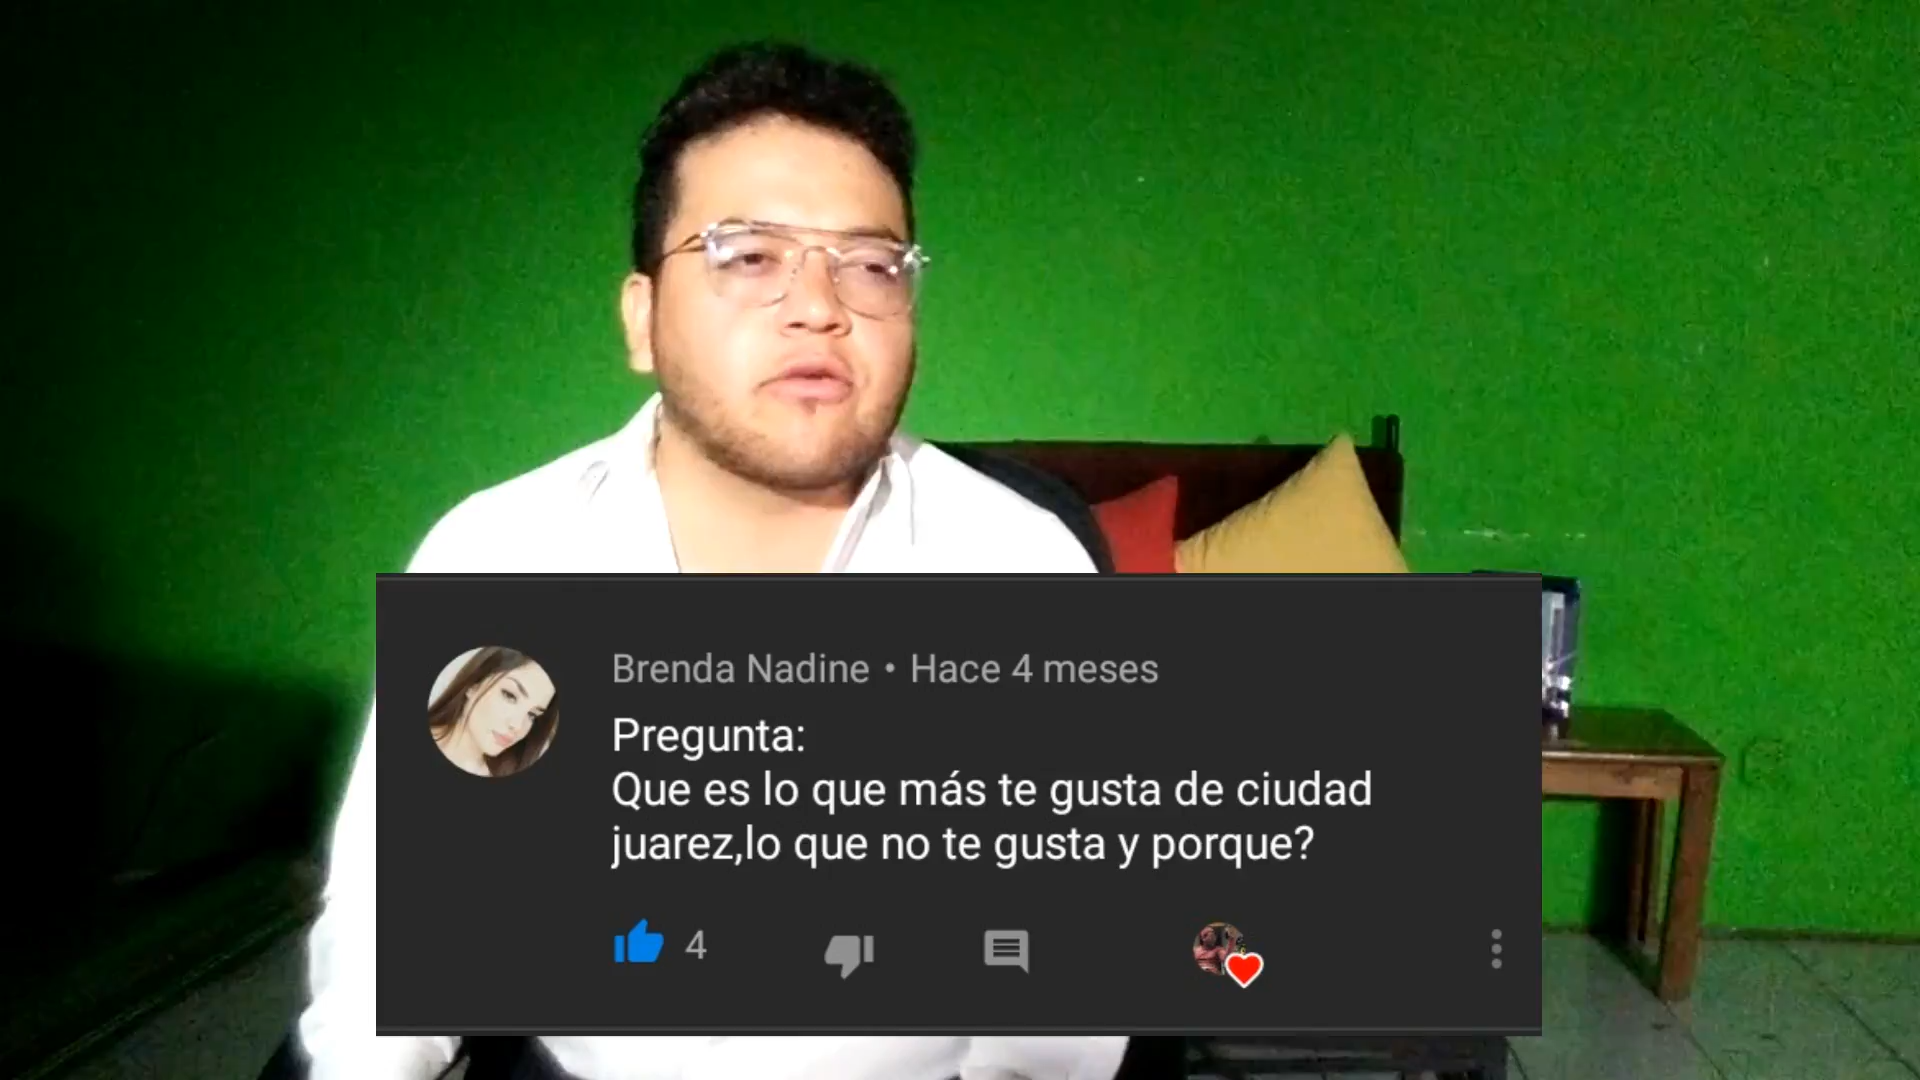 Brenda Nadine • Hace 4 meses
Pregunta:
Que es lo que más te gusta de ciudad
juarez,lo que no te gusta y porque?
4